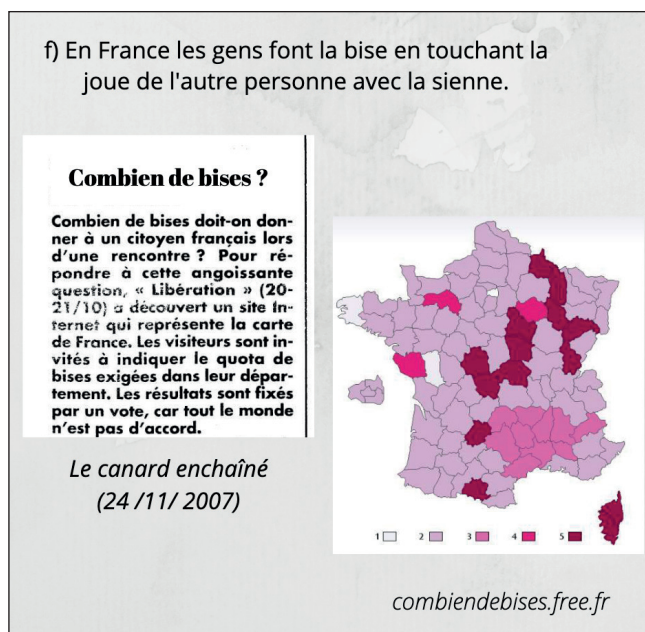 f) En France les gens font la bise en touchant la
joue de l'autre personne avec la sienne.
Combien de bises ?
Combien de bises doit-on don-
ner à un citoyen français lors
d'une rencontre ? Pour ré-
pondre à cette angoissante
question, « Libération » (20-
21/10) a découvert un site In-
ternet qui représente la carte
de France. Les visiteurs sont in-
vités à indiquer le quota de
bises exigées dans leur dépar-
tement. Les résultats sont fixés
par un vote, car tout le monde
n'est pas d'accord.
Le canard enchaîné
(24 /11/ 2007)
1 2 3 4 5
combiendebises.free.fr